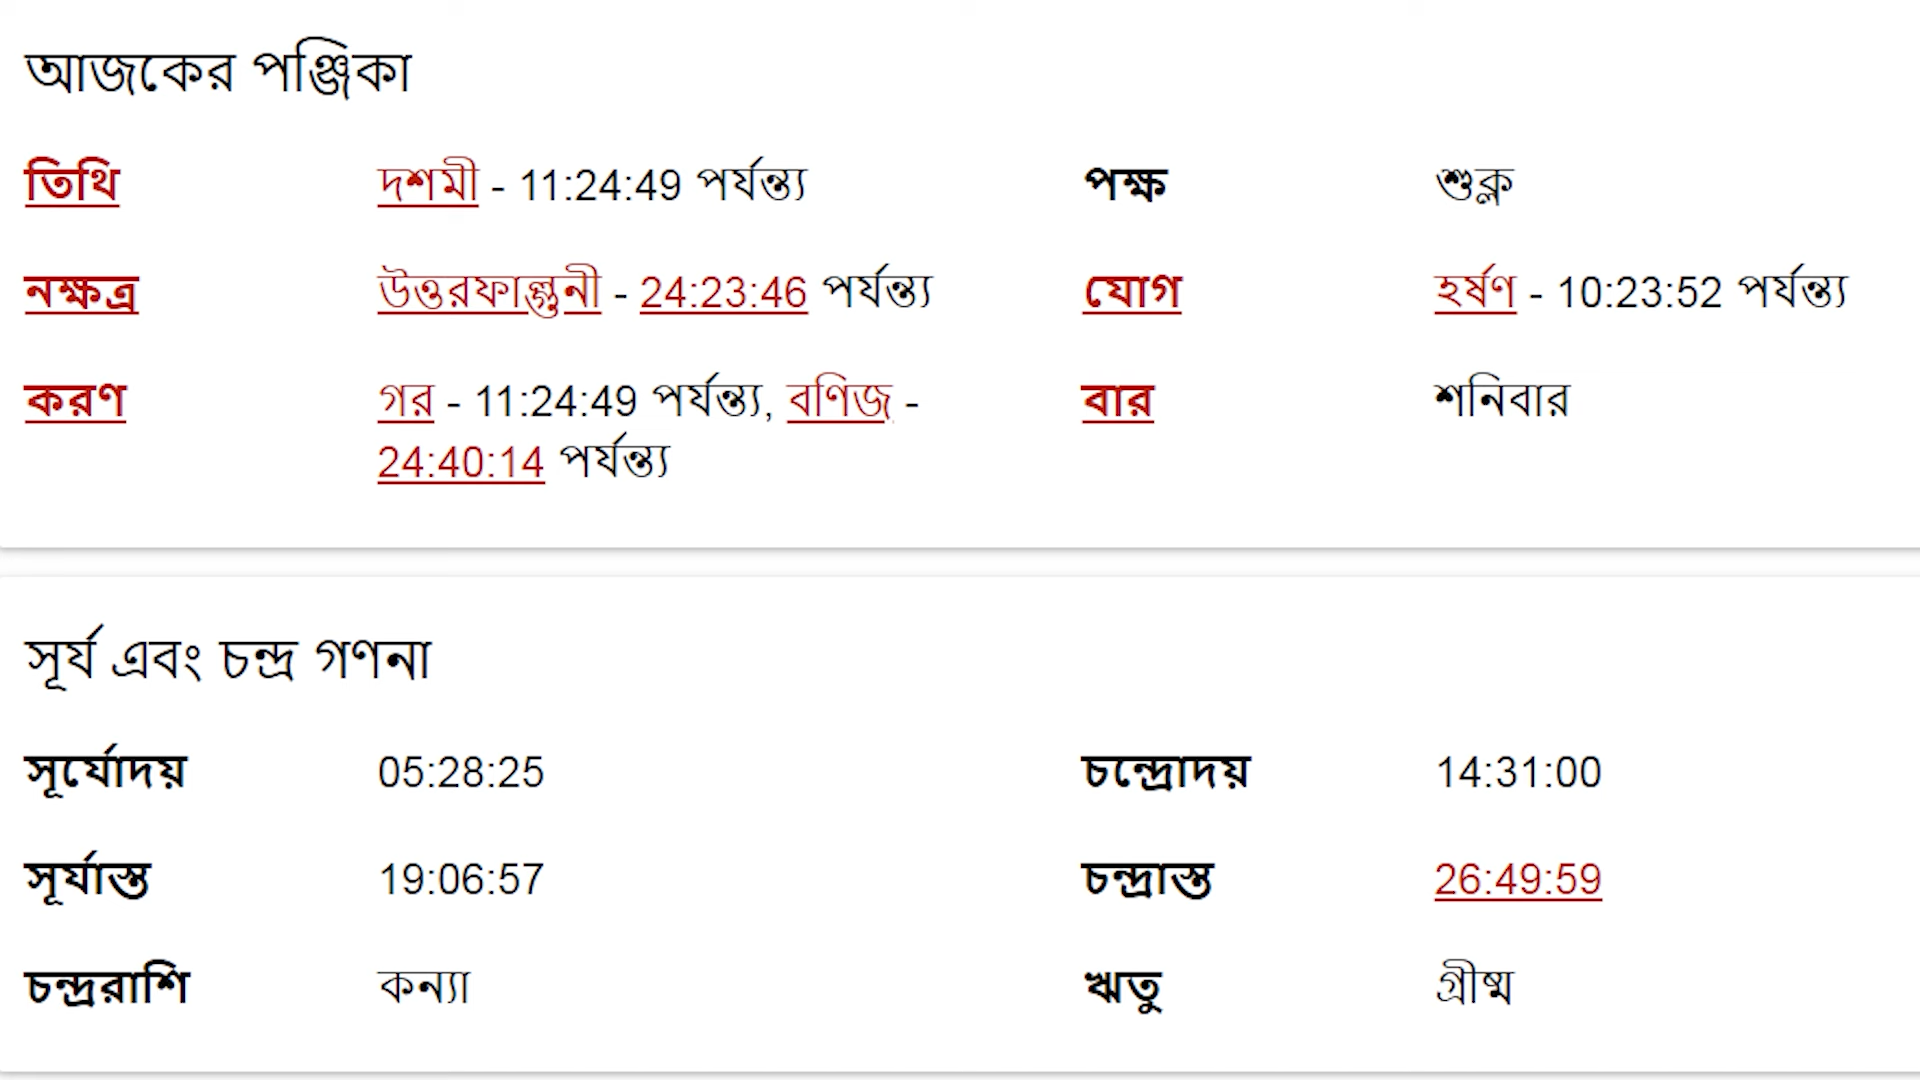 আজকের পঞ্জিকা
তিথি দশমী - 11:24:49 পর্যন্ত্য পক্ষ শুক্ল
নক্ষত্র উত্তরফাল্গুনী - 24:23:46 পর্যন্ত্য যোগ হর্ষণ - 10:23:52 পর্যন্ত্য
করণ গর - 11:24:49 পর্যন্ত্য, বণিজ - বার শনিবার
24:40:14 পর্যন্ত্য
সূর্য এবং চন্দ্র গণনা
সূর্যোদয় 05:28:25 চন্দ্রোদয় 14:31:00
সূর্যাস্ত 19:06:57 চন্দ্রাস্ত 26:49:59
চন্দ্ররাশি কন্যা ঋতু গ্রীষ্ম